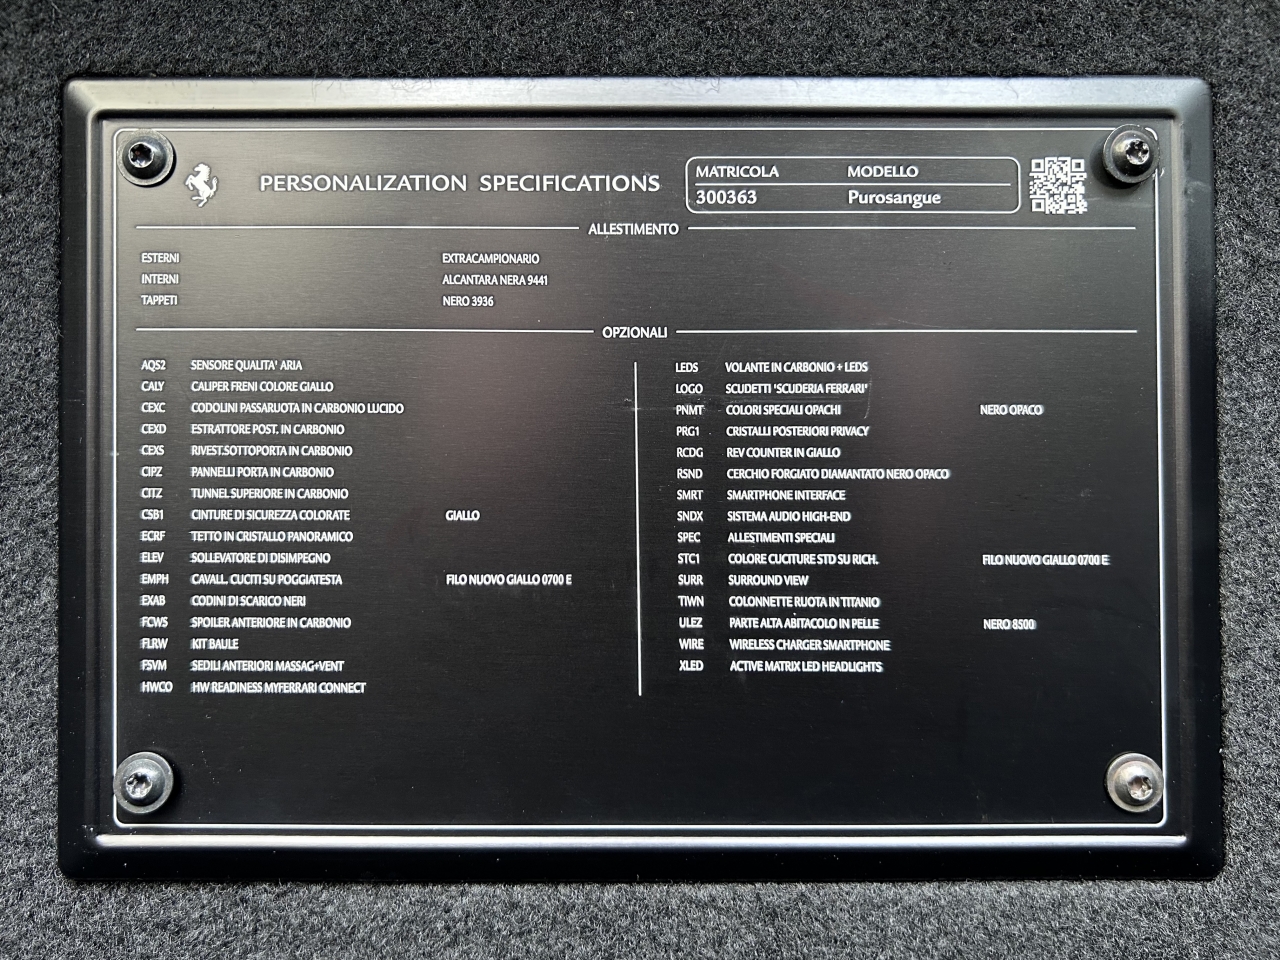 PERSONALIZATION SPECIFICATIONS
MATRICOLA MODELLO
300363 Purosangue
ALLESTIMENTO
ESTERNI EXTRACAMPIONARIO
INTERNI ALCANTARA NERA 9441
TAPPETI NERO 3936
OPZIONALI
AQS2 SENSORE QUALITA' ARIA
CALY CALIPER FRENI COLORE GIALLO
CEXC CODOLINI PASSARUOTA IN CARBONIO LUCIDO
CEXD ESTRATTORE POST. IN CARBONIO
CEXS RIVEST.SOTTOPORTA IN CARBONIO
CIPZ PANNELLI PORTA IN CARBONIO
CITZ TUNNEL SUPERIORE IN CARBONIO
CSB1 CINTURE DI SICUREZZA COLORATE GIALLO
ECRF TETTO IN CRISTALLO PANORAMICO
ELEV SOLLEVATORE DI DISIMPEGNO
EMPH CAVALL. CUCITI SU POGGIATESTA FILO NUOVO GIALLO 0700 E
EXAB CODINI DI SCARICO NERI
FCWS SPOILER ANTERIORE IN CARBONIO
FLRW KIT BAULE
FSVM SEDILI ANTERIORI MASSAG+VENT
HWCO HW READINESS MYFERRARI CONNECT
LEDS VOLANTE IN CARBONIO + LEDS
LOGO SCUDETTI 'SCUDERIA FERRARI'
PNMT COLORI SPECIALI OPACHI NERO OPACO
PRG1 CRISTALLI POSTERIORI PRIVACY
RCDG REV COUNTER IN GIALLO
RSND CERCHIO FORGIATO DIAMANTATO NERO OPACO
SMRT SMARTPHONE INTERFACE
SNDX SISTEMA AUDIO HIGH-END
SPEC ALLESTIMENTI SPECIALI
STC1 COLORE CUCITURE STD SU RICH. FILO NUOVO GIALLO 0700 E
SURR SURROUND VIEW
TIWN COLONNETTE RUOTA IN TITANIO
ULEZ PARTE ALTA ABITACOLO IN PELLE NERO 8500
WIRE WIRELESS CHARGER SMARTPHONE
XLED ACTIVE MATRIX LED HEADLIGHTS